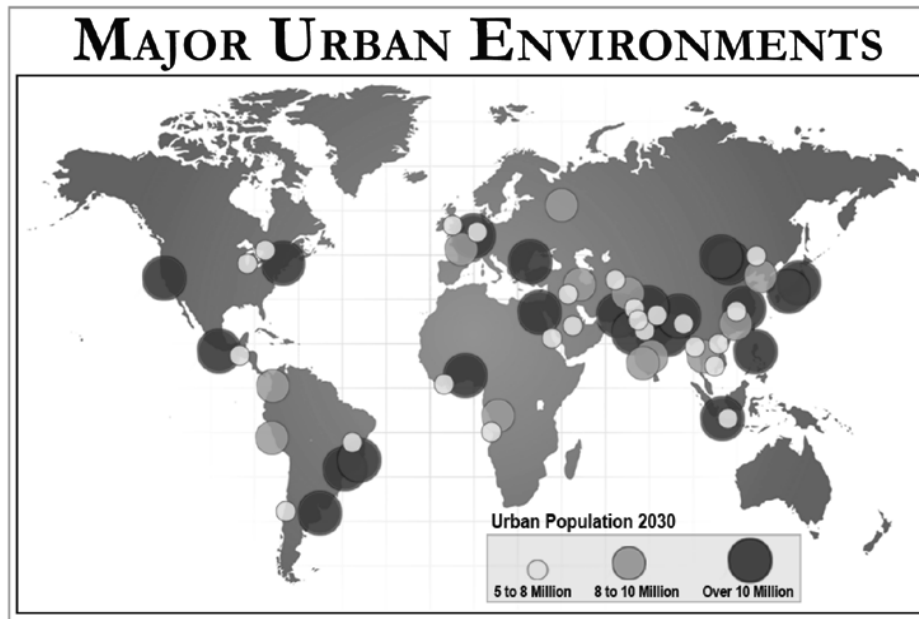 MAJOR URBAN ENVIRONMENTS
Urban Population 2030
5 to 8 Million 8 to 10 Million Over 10 Million